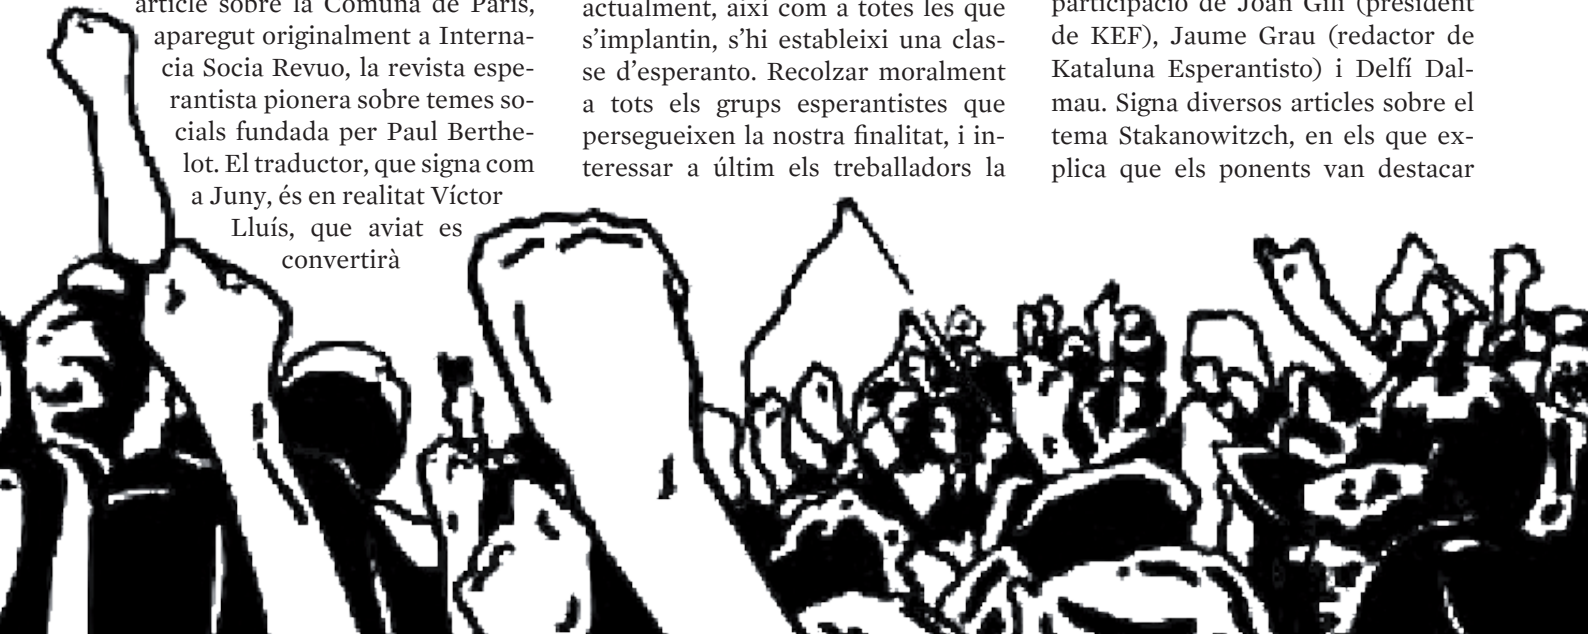 article sobre la Comuna de París,
aparegut originalment a Interna-
cia Socia Revuo, la revista espe-
rantista pionera sobre temes so-
cials fundada per Paul Berthe-
lot. El traductor, que signa com
a Juny, és en realitat Víctor
Lluís, que aviat es
convertirà
actualment, així com a totes les que
s’implantin, s’hi estableixi una clas-
se d’esperanto. Recolzar moralment
a tots els grups esperantistes que
persegueixen la nostra finalitat, i in-
teressar a últim els treballadors la
participació de Joan Gili (president
de KEF), Jaume Grau (redactor de
Kataluna Esperantisto) i Delfí Dal-
mau. Signa diversos articles sobre el
tema Stakanowitzch, en els que ex-
plica que els ponents van destacar